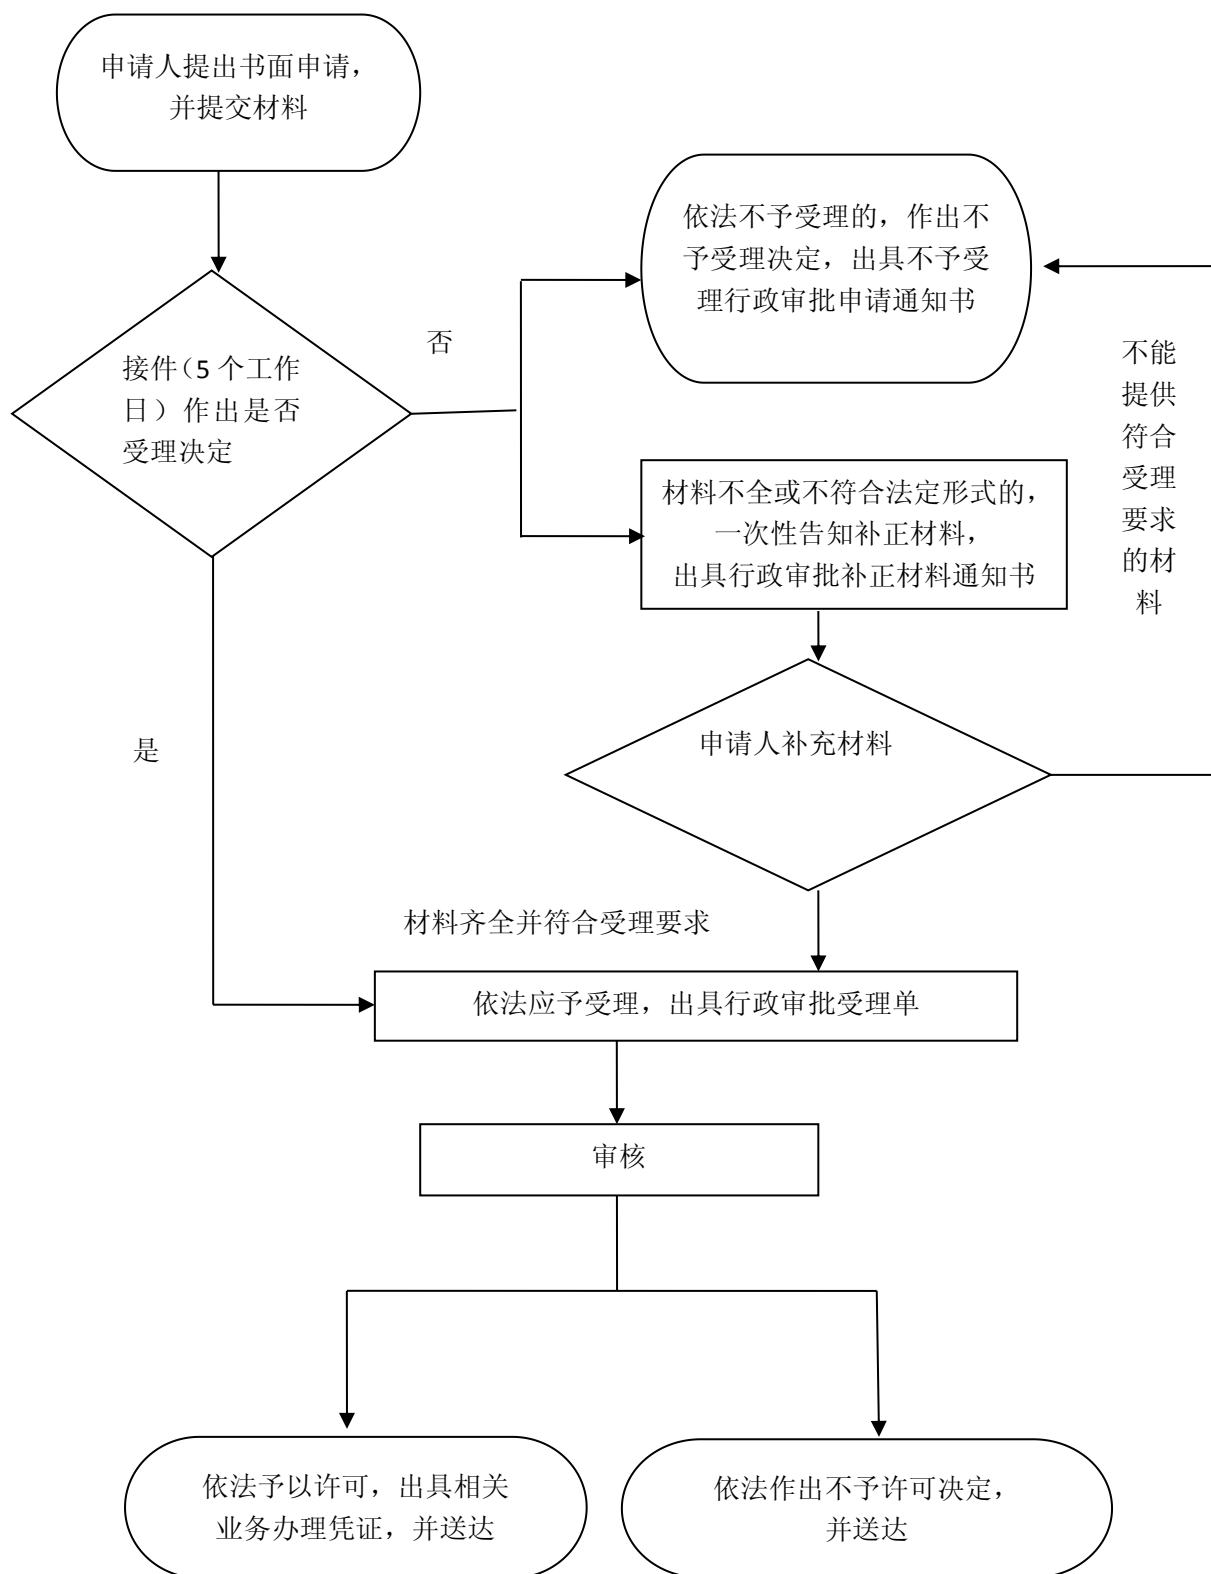 申请人提出书面申请，
并提交材料
依法不予受理的，作出不
予受理决定，出具不予受
理行政审批申请通知书
否
接件（5 个工作
日）作出是否
受理决定
不能
提供
符合
受理
要求
的材
料
材料不全或不符合法定形式的，
一次性告知补正材料，
出具行政审批补正材料通知书
是
申请人补充材料
材料齐全并符合受理要求
依法应予受理，出具行政审批受理单
审核
依法予以许可，出具相关
业务办理凭证，并送达
依法作出不予许可决定，
并送达